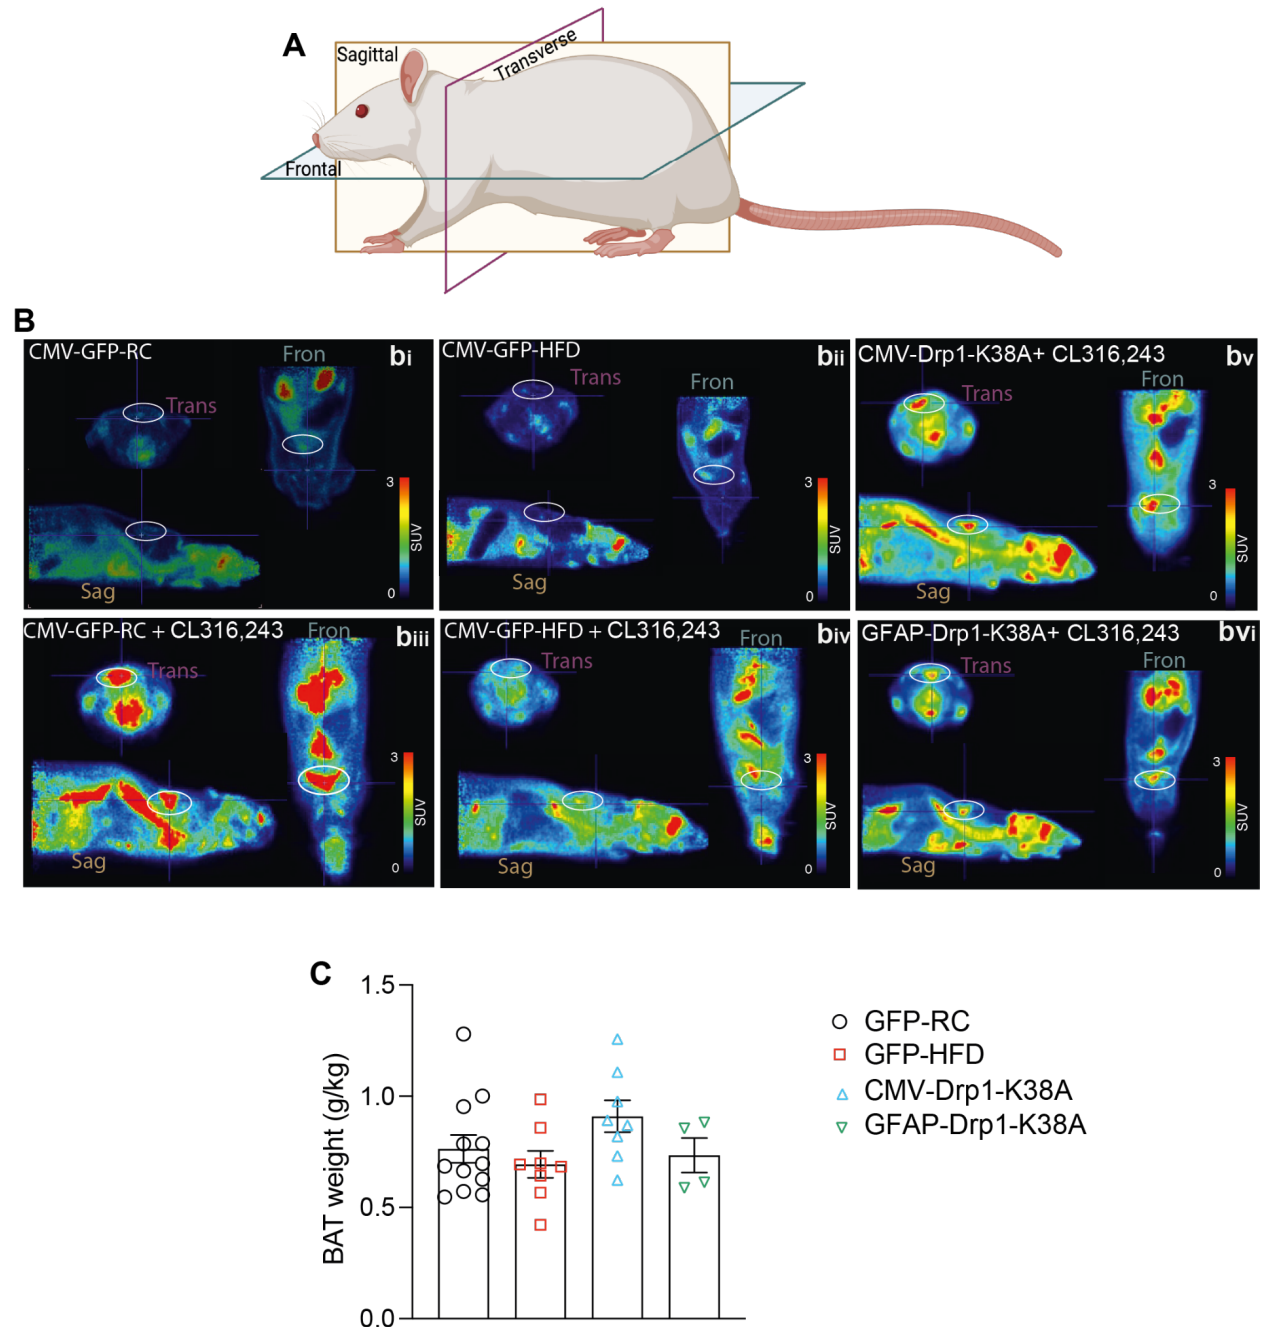 A
Sagittal
Transverse
Frontal
B
CMV-GFP-RC
bi
Fron
Trans
3
SUV
0
Sag
CMV-GFP-HFD
bii
Trans
Fron
3
SUV
0
Sag
CMV-Drp1-K38A+ CL316,243
bv
Fron
Trans
3
SUV
0
Sag
CMV-GFP-RC + CL316,243
Fron
biii
Trans
3
SUV
0
Sag
CMV-GFP-HFD + CL316,243
Fron
biv
Trans
3
SUV
0
Sag
GFAP-Drp1-K38A+ CL316,243
bvi
Fron
Trans
3
SUV
0
Sag
C
1.5
1.0
0.5
0.0
BAT weight (g/kg)
GFP-RC
GFP-HFD
CMV-Drp1-K38A
GFAP-Drp1-K38A